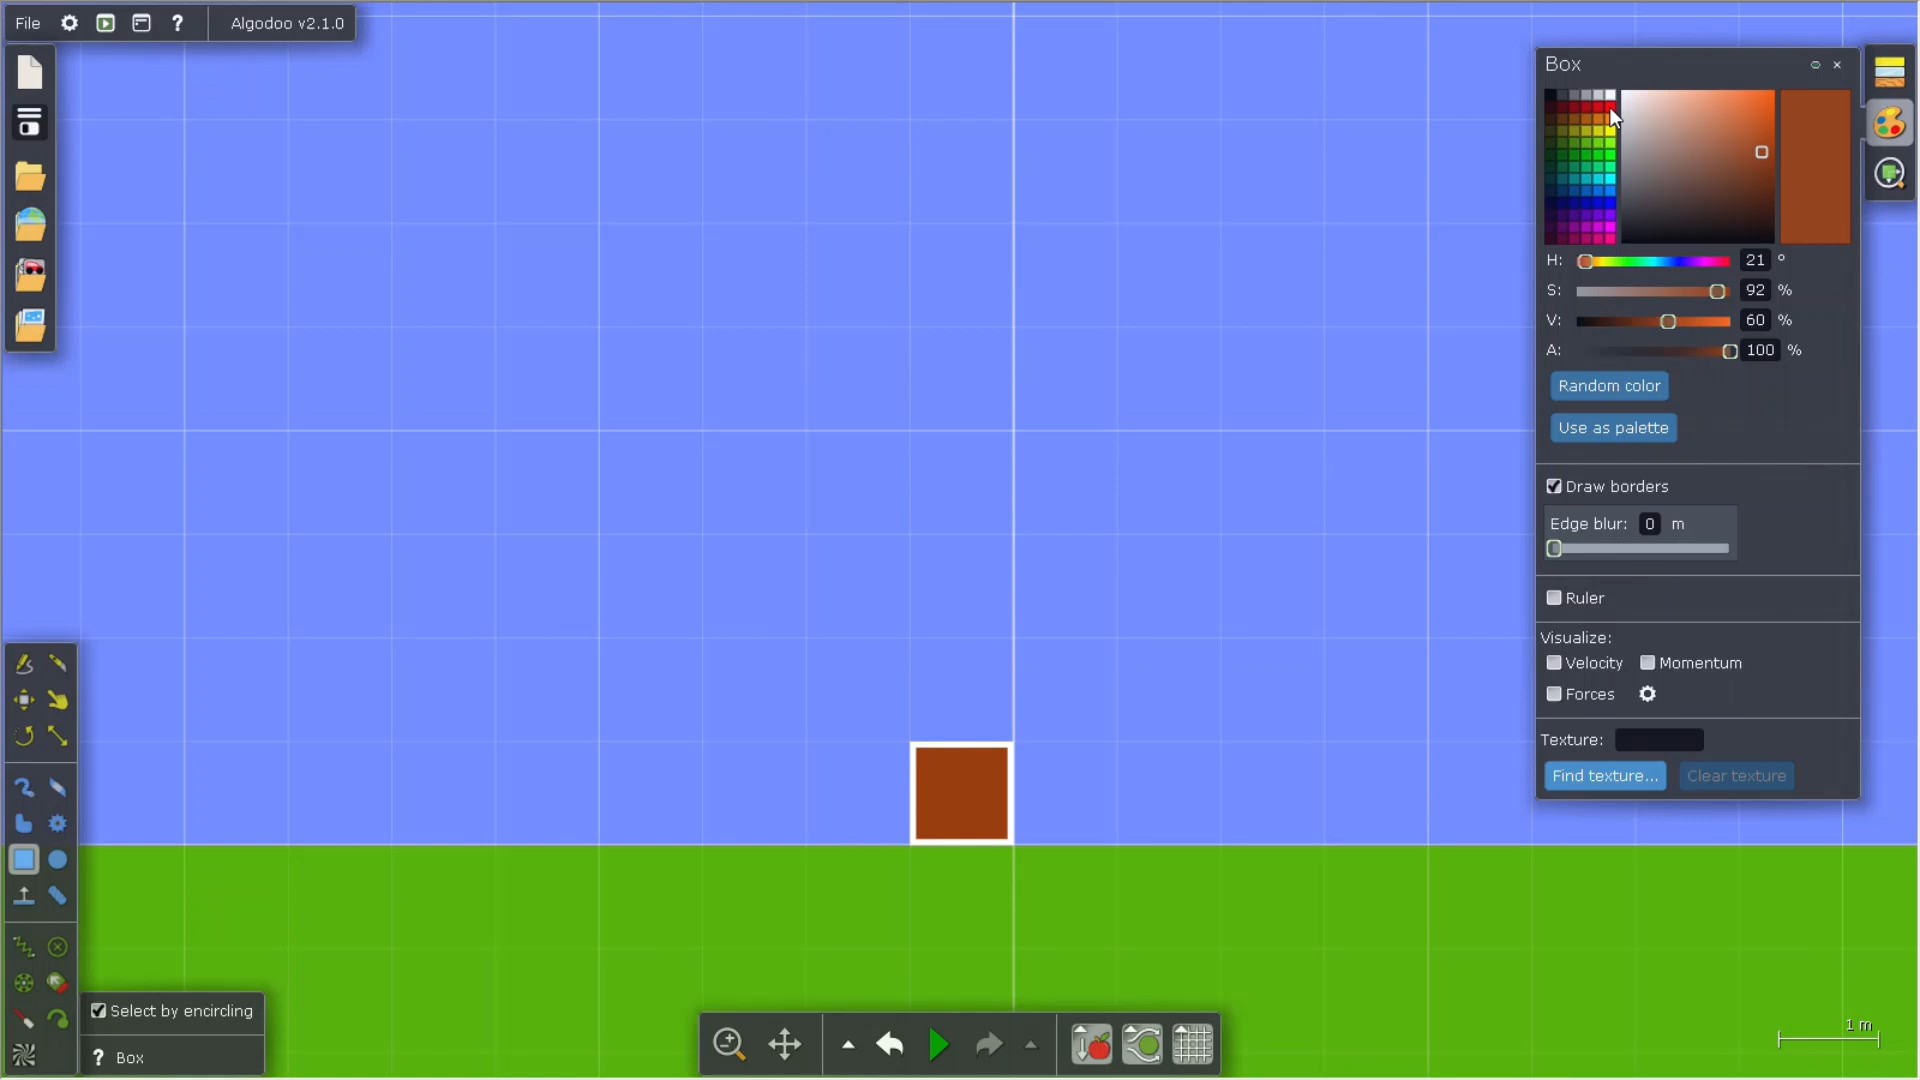 File ? Algodoo v2.1.0
Box
H: 21 °
S: 92 %
V: 60 %
A: 100 %
Random color
Use as palette
Draw borders
Edge blur: 0 m
Ruler
Visualize:
Velocity Momentum
Forces
Texture:
Find texture... Clear texture
Select by encircling
? Box
1 m